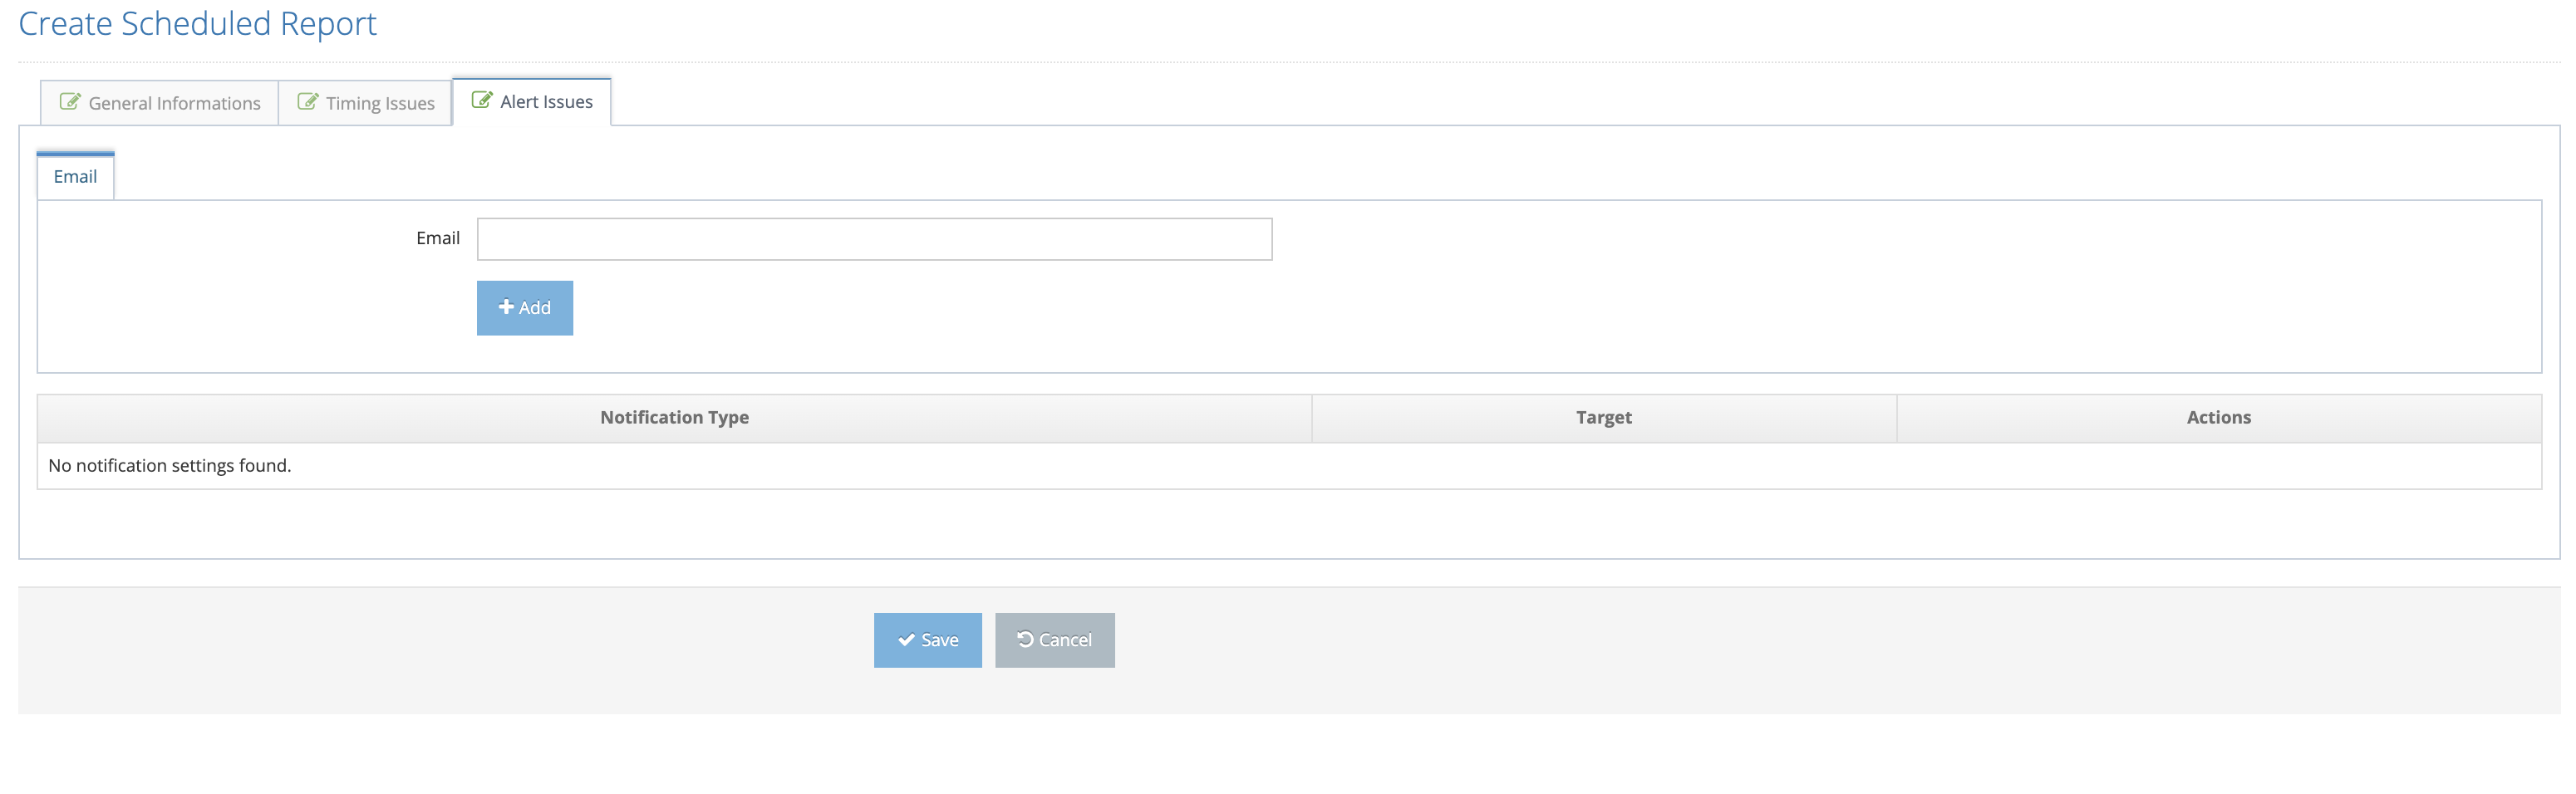 Create Scheduled Report
General Informations
Timing Issues
Alert Issues
Email
Email
Add
Notification Type Target Actions
No notification settings found.
Save Cancel